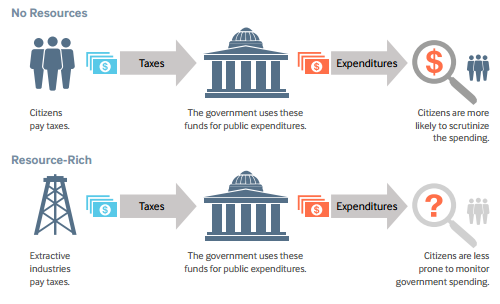 No Resources
$
Taxes
$
Expenditures
$
Citizens
pay taxes.
The government uses these
funds for public expenditures.
Citizens are more
likely to scrutinize
the spending.
Resource-Rich
$
Taxes
$
Expenditures
?
Extractive
industries
pay taxes.
The government uses these
funds for public expenditures.
Citizens are less
prone to monitor
government spending.